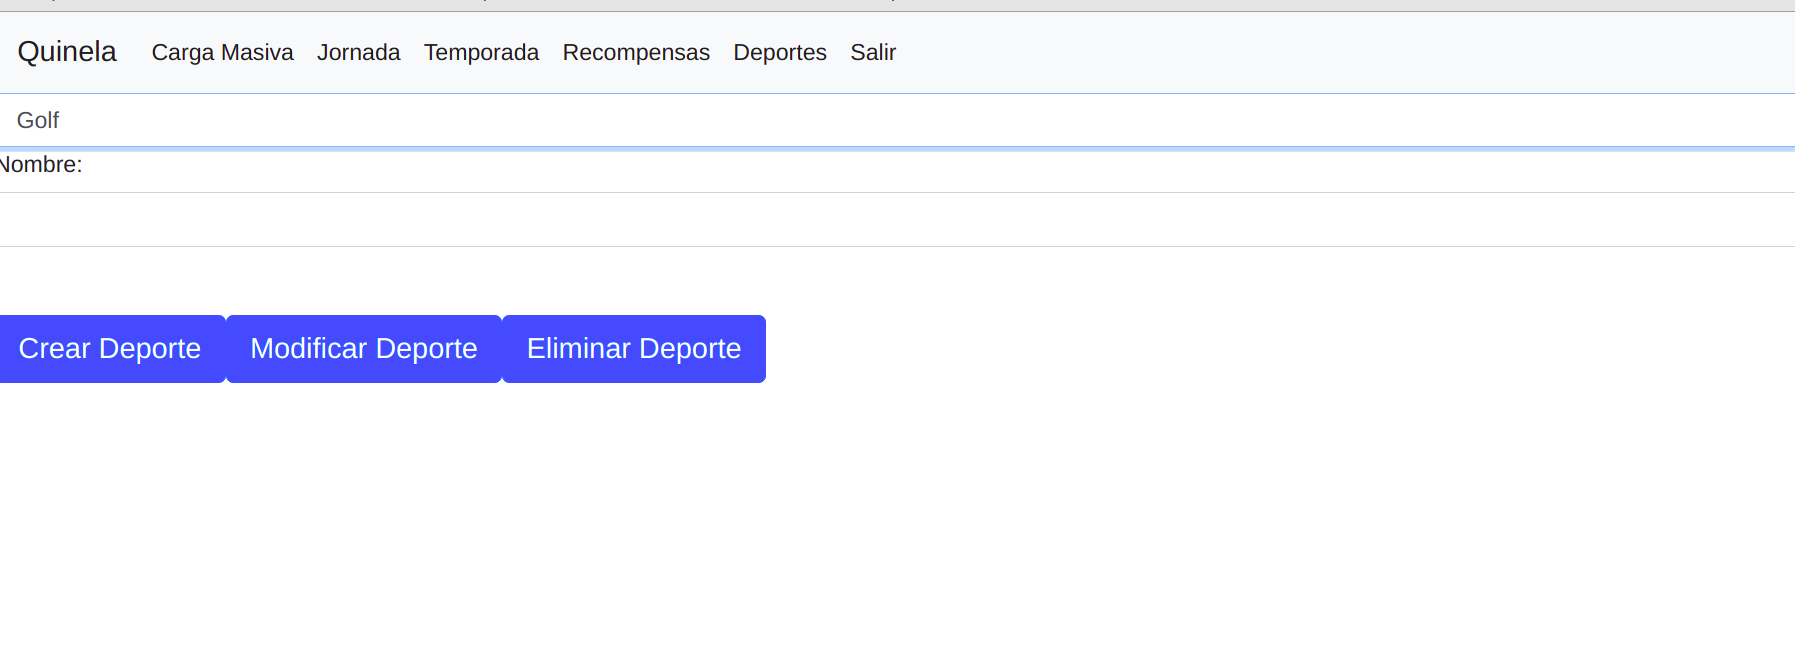 Quinela Carga Masiva Jornada Temporada Recompensas Deportes Salir
Golf
Nombre:
Crear Deporte Modificar Deporte Eliminar Deporte